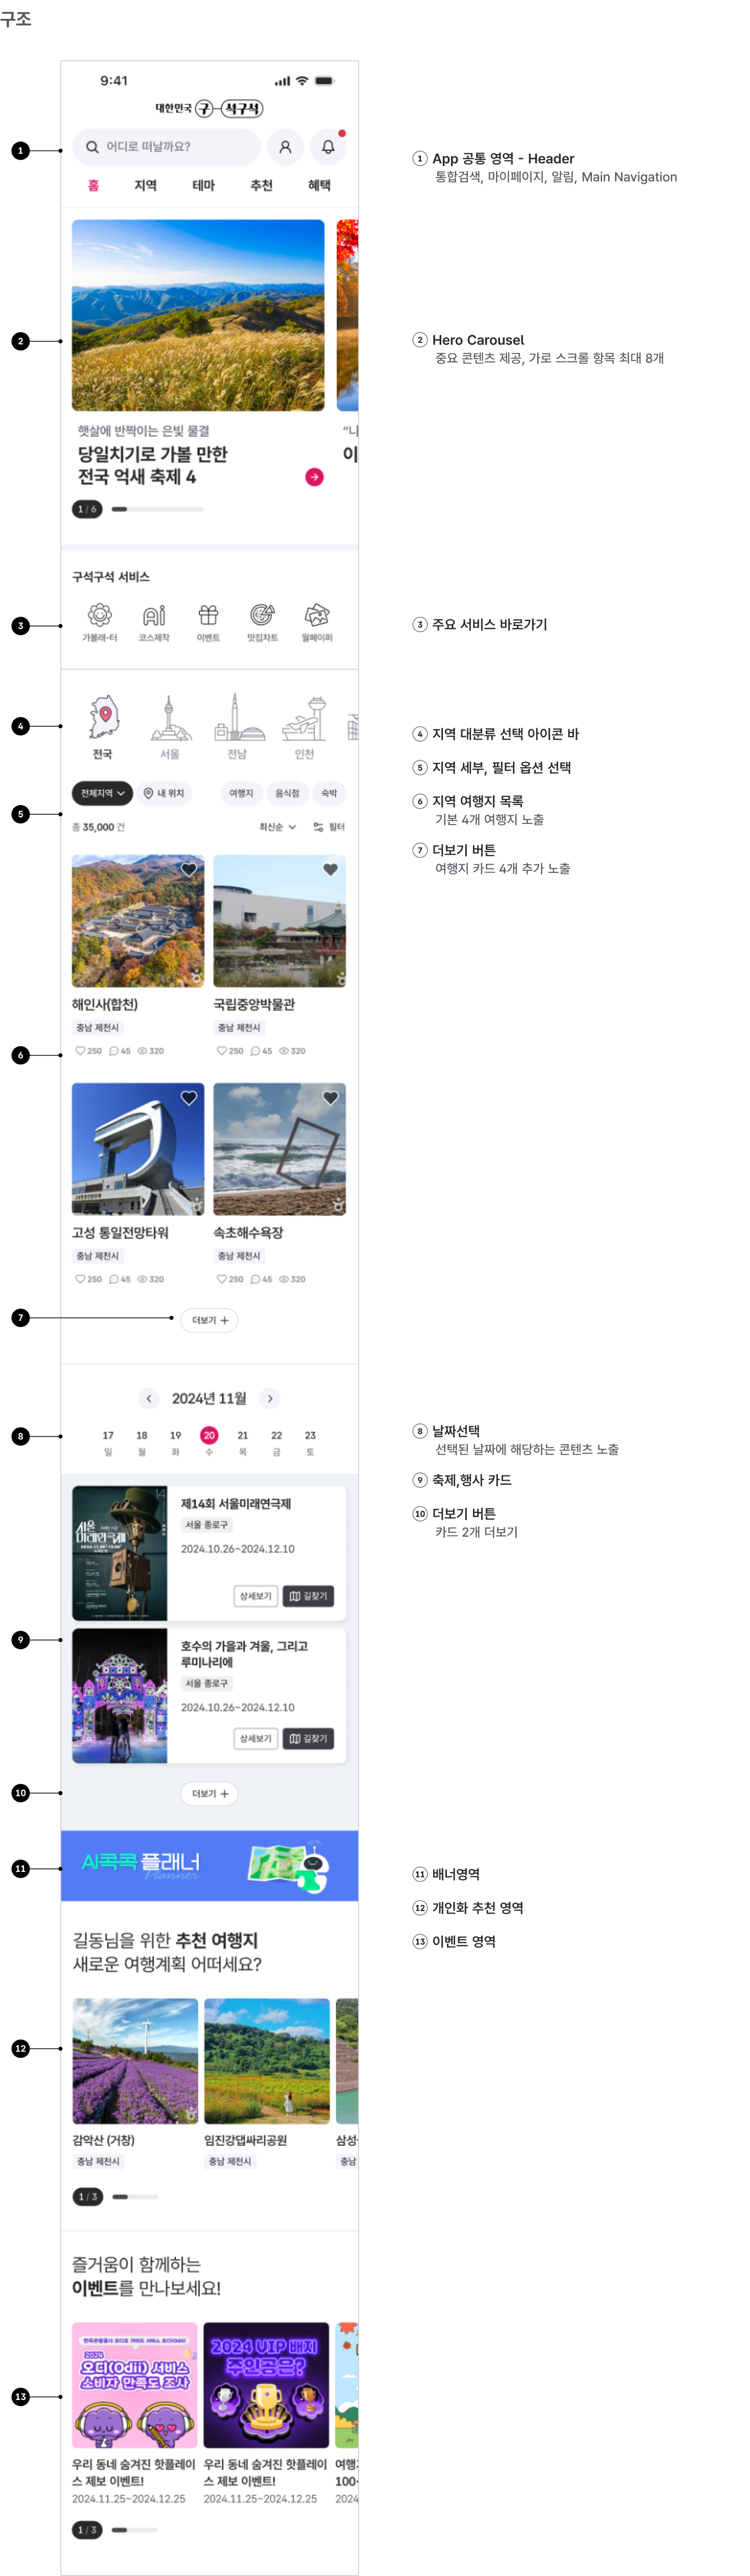 구조
9:41
대한민국 구석구석
어디로 떠날까요?
홈 지역 테마 추천 혜택
1
① App 공통 영역 - Header
통합검색, 마이페이지, 알림, Main Navigation
2
② Hero Carousel
중요 콘텐츠 제공, 가로 스크롤 항목 최대 8개
햇살에 반짝이는 은빛 물결
당일치기로 가볼 만한
전국 억새 축제 4
“나
이
1 / 6
구석구석 서비스
가볼래-터 코스제작 이벤트 맛집차트 월페이퍼
3
③ 주요 서비스 바로가기
4
전국 서울 전남 인천
④ 지역 대분류 선택 아이콘 바
⑤ 지역 세부, 필터 옵션 선택
⑥ 지역 여행지 목록
기본 4개 여행지 노출
⑦ 더보기 버튼
여행지 카드 4개 추가 노출
전체지역 내 위치 여행지 음식점 숙박
5
총 35,000 건 최신순 필터
해인사(합천) 국립중앙박물관
충남 제천시 충남 제천시
250 45 320 250 45 320
6
고성 통일전망타워 속초해수욕장
충남 제천시 충남 제천시
250 45 320 250 45 320
7
더보기 +
2024년 11월
17 18 19 20 21 22 23
일 월 화 수 목 금 토
8
⑧ 날짜선택
선택된 날짜에 해당하는 콘텐츠 노출
⑨ 축제,행사 카드
⑩ 더보기 버튼
카드 2개 더보기
제14회 서울미래연극제
서울 종로구
2024.10.26~2024.12.10
상세보기 길찾기
9
호수의 가을과 겨울, 그리고
루미나리에
서울 종로구
2024.10.26~2024.12.10
상세보기 길찾기
10
더보기 +
11
AI콕콕 플래너
Planner
⑪ 배너영역
⑫ 개인화 추천 영역
⑬ 이벤트 영역
길동님을 위한 추천 여행지
새로운 여행계획 어떠세요?
12
감악산 (거창) 임진강댑싸리공원 삼성
충남 제천시 충남 제천시 충남
1 / 3
즐거움이 함께하는
이벤트를 만나보세요!
한국관광공사 오디오 가이드 서비스 오디(Odii)
2024
오디(Odii) 서비스
소비자 만족도 조사
2024 VIP 배지
주인공은?
13
우리 동네 숨겨진 핫플레이 우리 동네 숨겨진 핫플레이 여행
스 제보 이벤트! 스 제보 이벤트! 100
2024.11.25~2024.12.25 2024.11.25~2024.12.25 2024
1 / 3